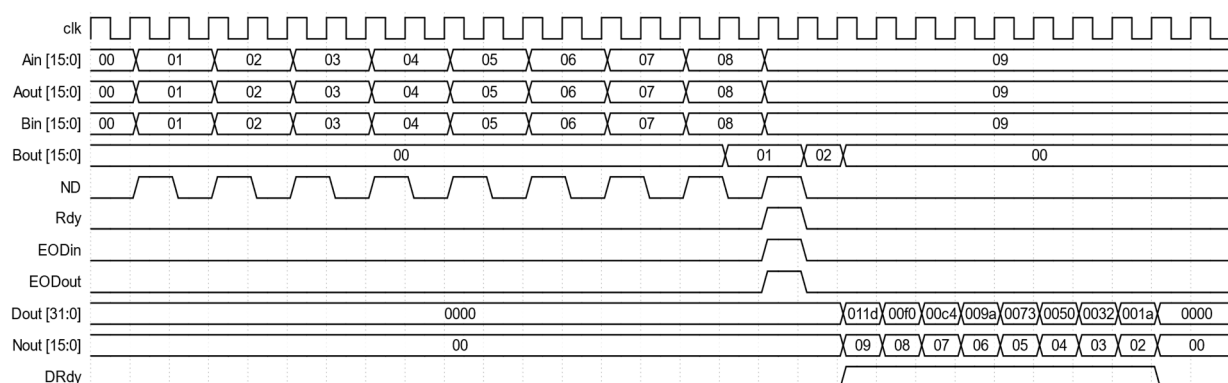 clk
Ain [15:0] 00 01 02 03 04 05 06 07 08 09
Aout [15:0] 00 01 02 03 04 05 06 07 08 09
Bin [15:0] 00 01 02 03 04 05 06 07 08 09
Bout [15:0] 00 01 02 00
ND
Rdy
EODin
EODout
Dout [31:0] 0000 011d 00f0 00c4 009a 0073 0050 0032 001a 0000
Nout [15:0] 00 09 08 07 06 05 04 03 02 00
DRdy